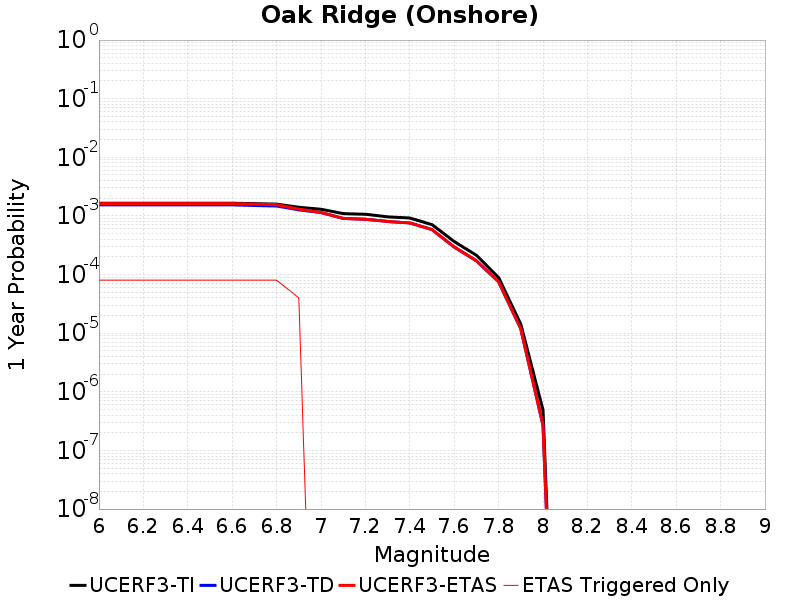 Oak Ridge (Onshore)
1 Year Probability
10^0
10^-1
10^-2
10^-3
10^-4
10^-5
10^-6
10^-7
10^-8
6 6.2 6.4 6.6 6.8 7 7.2 7.4 7.6 7.8 8 8.2 8.4 8.6 8.8 9
Magnitude
UCERF3-TI UCERF3-TD UCERF3-ETAS ETAS Triggered Only